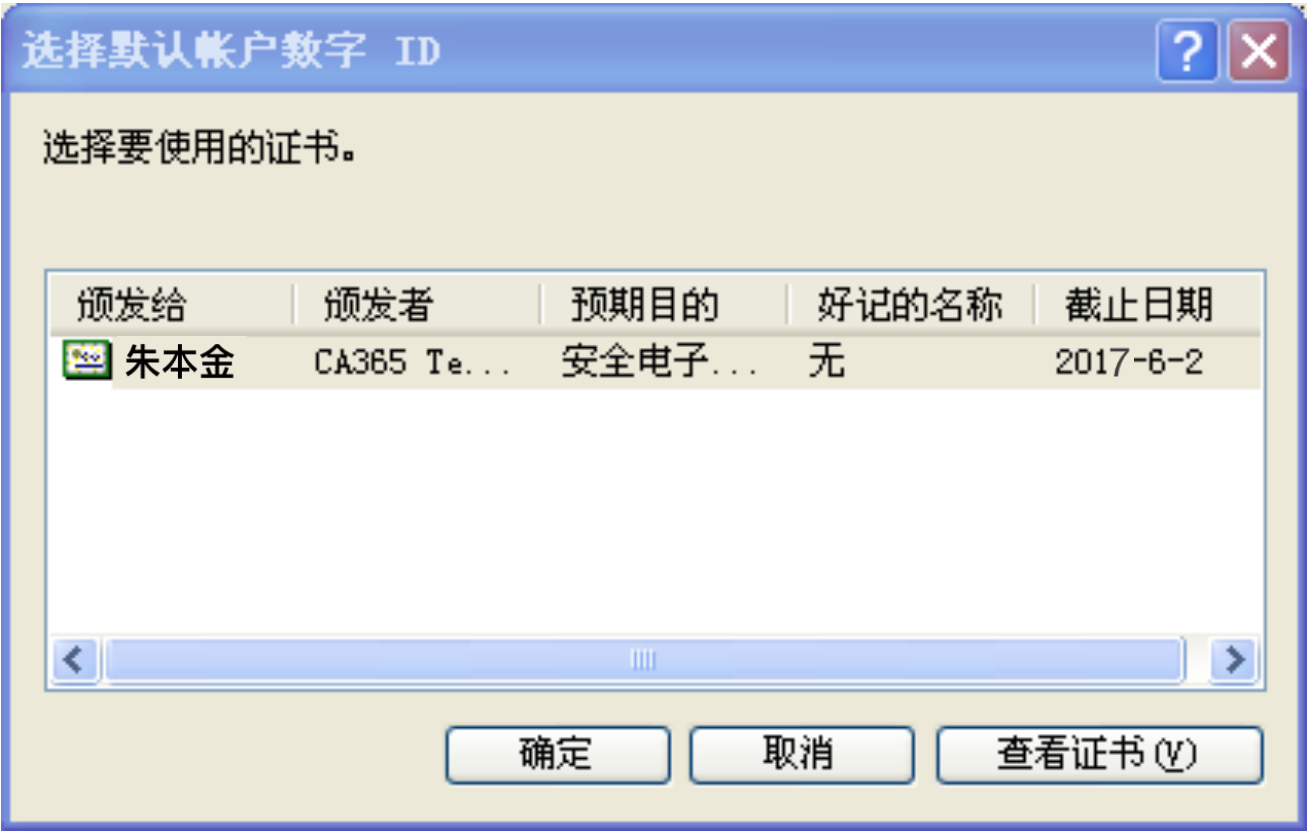 选择默认帐户数字 ID
选择要使用的证书。
颁发给 颁发者 预期目的 好记的名称 截止日期
朱本金 CA365 Te... 安全电子... 无 2017-6-2
确定 取消 查看证书(V)